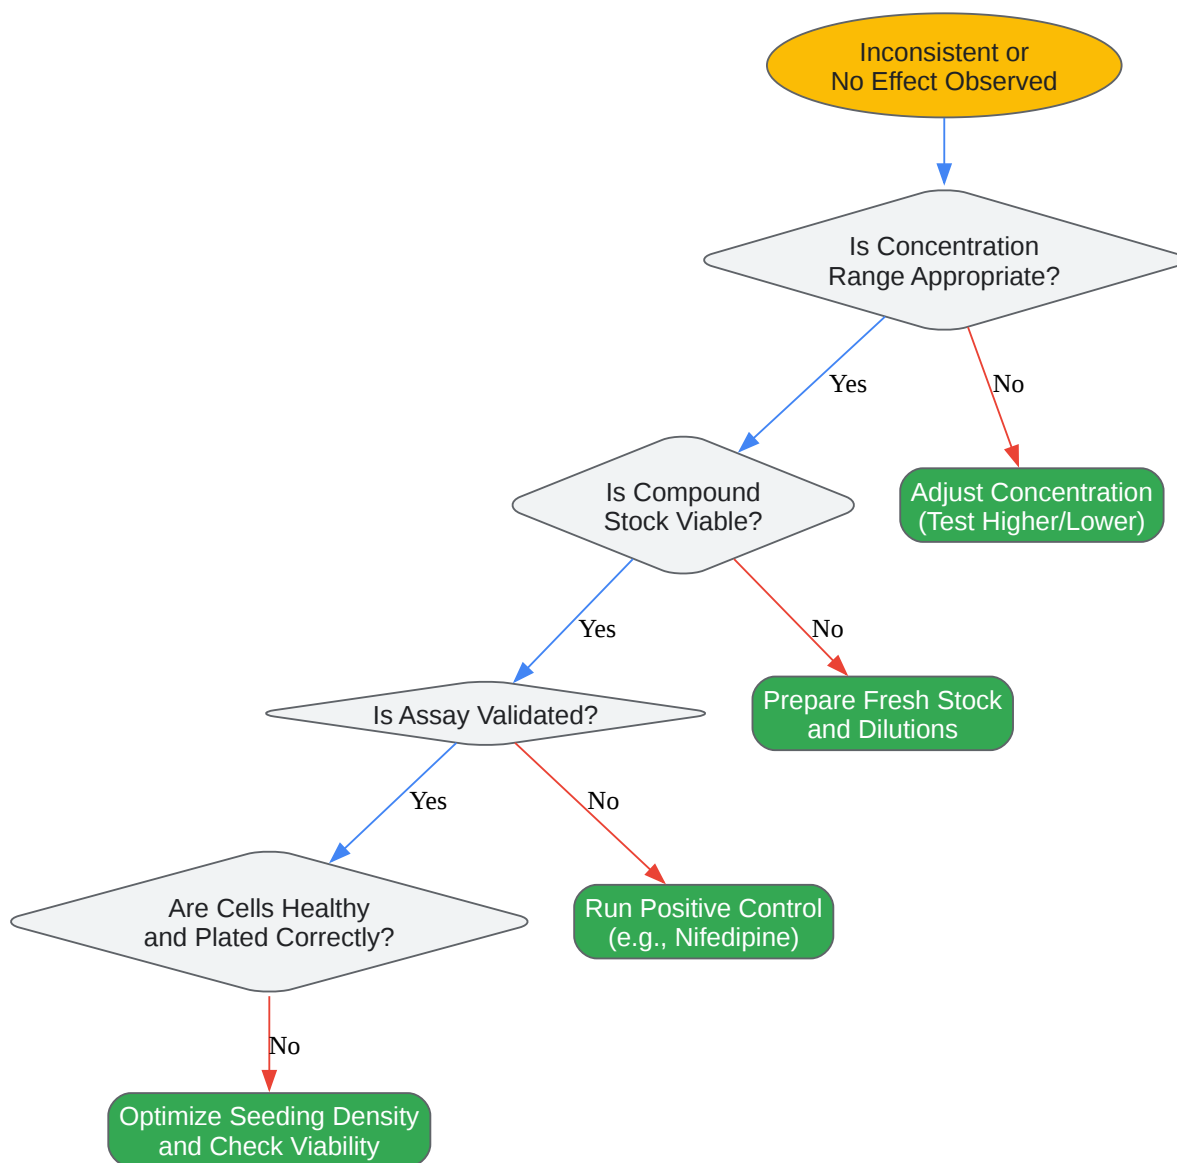 Inconsistent or
No Effect Observed
Is Concentration
Range Appropriate?
Yes
No
Is Compound
Stock Viable?
Adjust Concentration
(Test Higher/Lower)
Yes
No
Is Assay Validated?
Prepare Fresh Stock
and Dilutions
Yes
No
Are Cells Healthy
and Plated Correctly?
Run Positive Control
(e.g., Nifedipine)
No
Optimize Seeding Density
and Check Viability